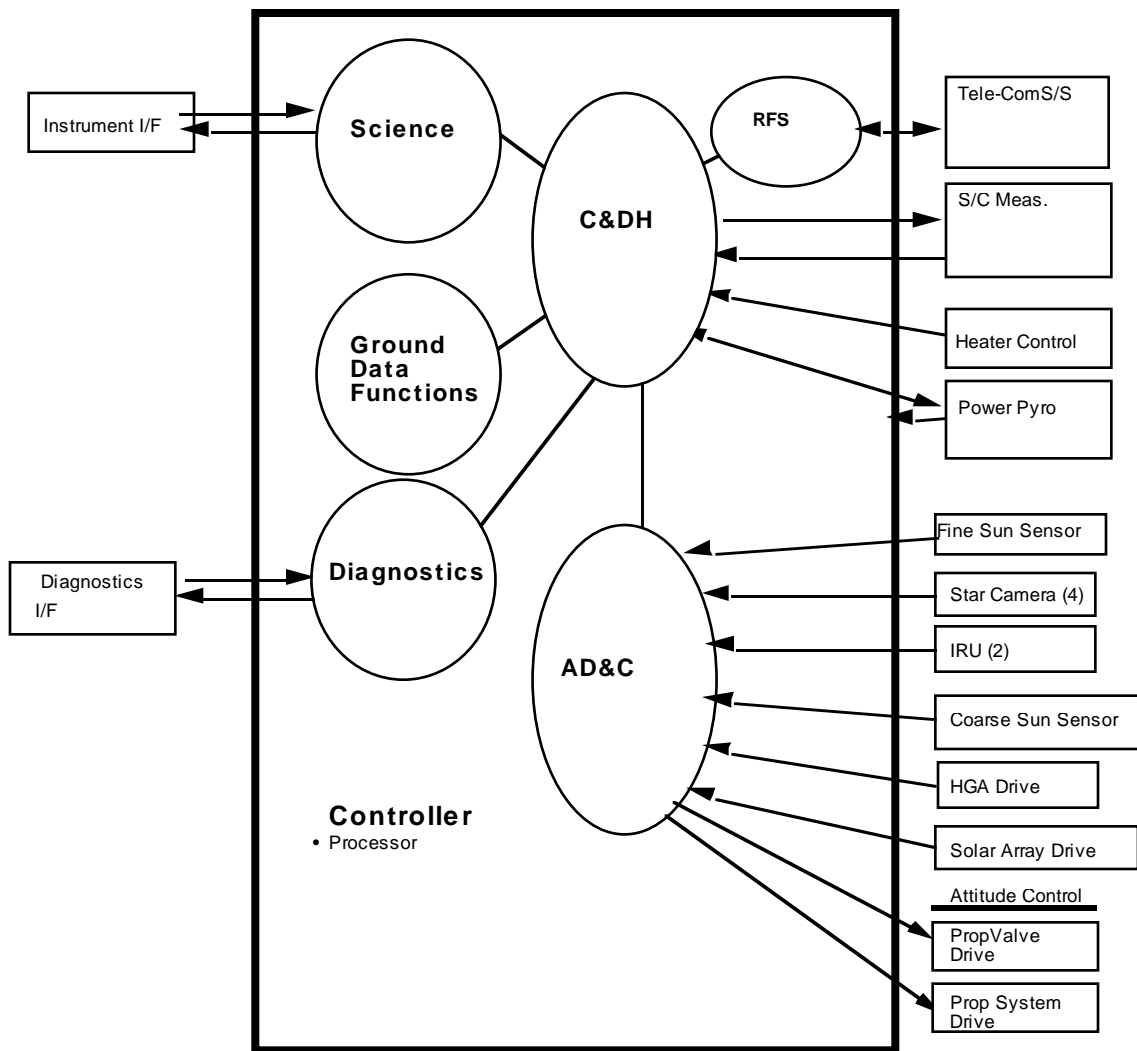 Instrument I/F
Science
RFS
Tele-ComS/S
C&DH
S/C Meas.
Heater Control
Ground
Data
Functions
Power Pyro
Diagnostics
I/F
Diagnostics
Fine Sun Sensor
Star Camera (4)
AD&C
IRU (2)
Coarse Sun Sensor
HGA Drive
Controller
• Processor
Solar Array Drive
Attitude Control
PropValve
Drive
Prop System
Drive